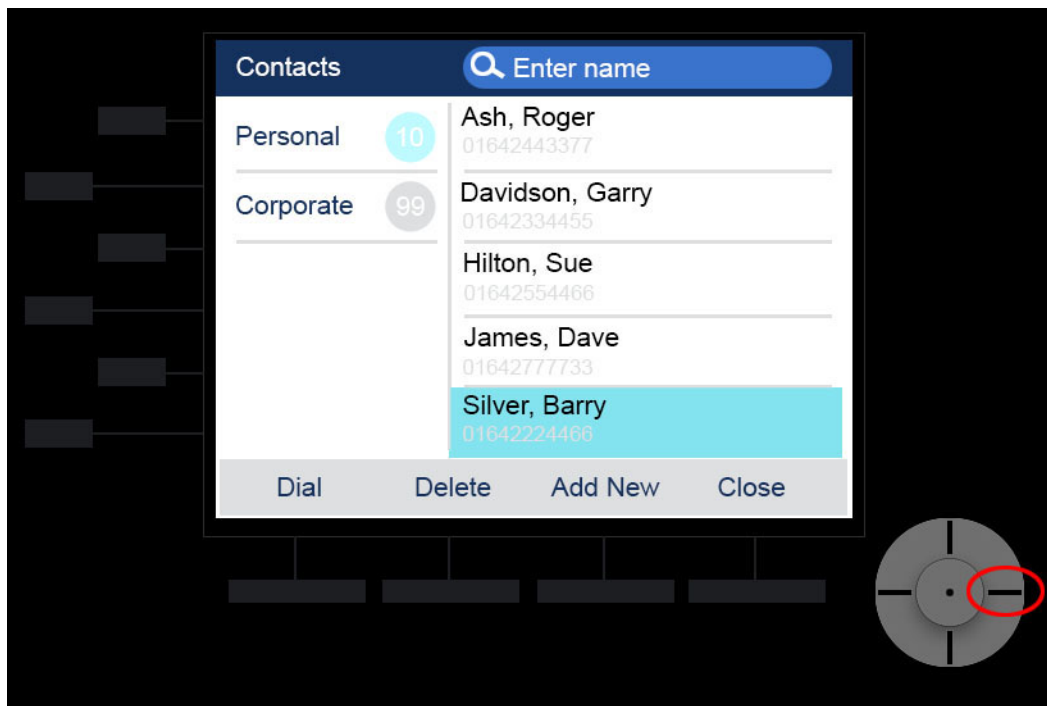 Contacts
Enter name
Personal 10
Corporate 99
Ash, Roger
01642443377
Davidson, Garry
01642334455
Hilton, Sue
01642554466
James, Dave
01642777733
Silver, Barry
01642224466
Dial Delete Add New Close